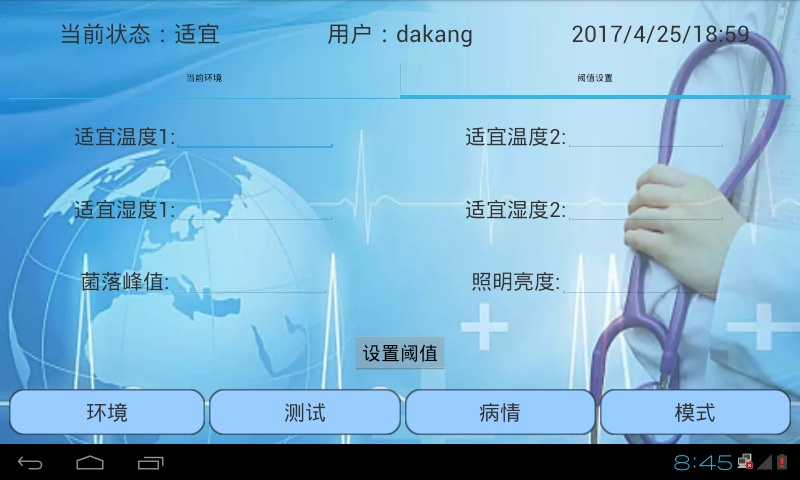 当前状态：适宜 用户：dakang 2017/4/25/18:59
当前环境 阈值设置
适宜温度1: 适宜温度2:
适宜湿度1: 适宜湿度2:
菌落峰值: 照明亮度:
设置阈值
环境 测试 病情 模式
8:45